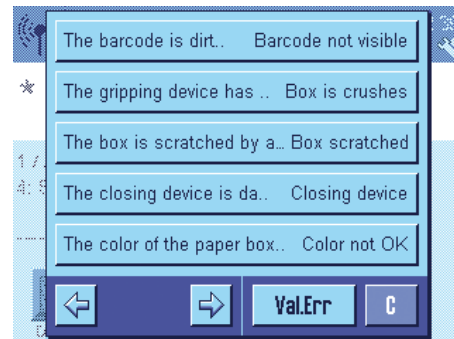 The barcode is dirt.. Barcode not visible
The gripping device has .. Box is crushes
The box is scratched by a... Box scratched
The closing device is da.. Closing device
The color of the paper box.. Color not OK
Val.Err C